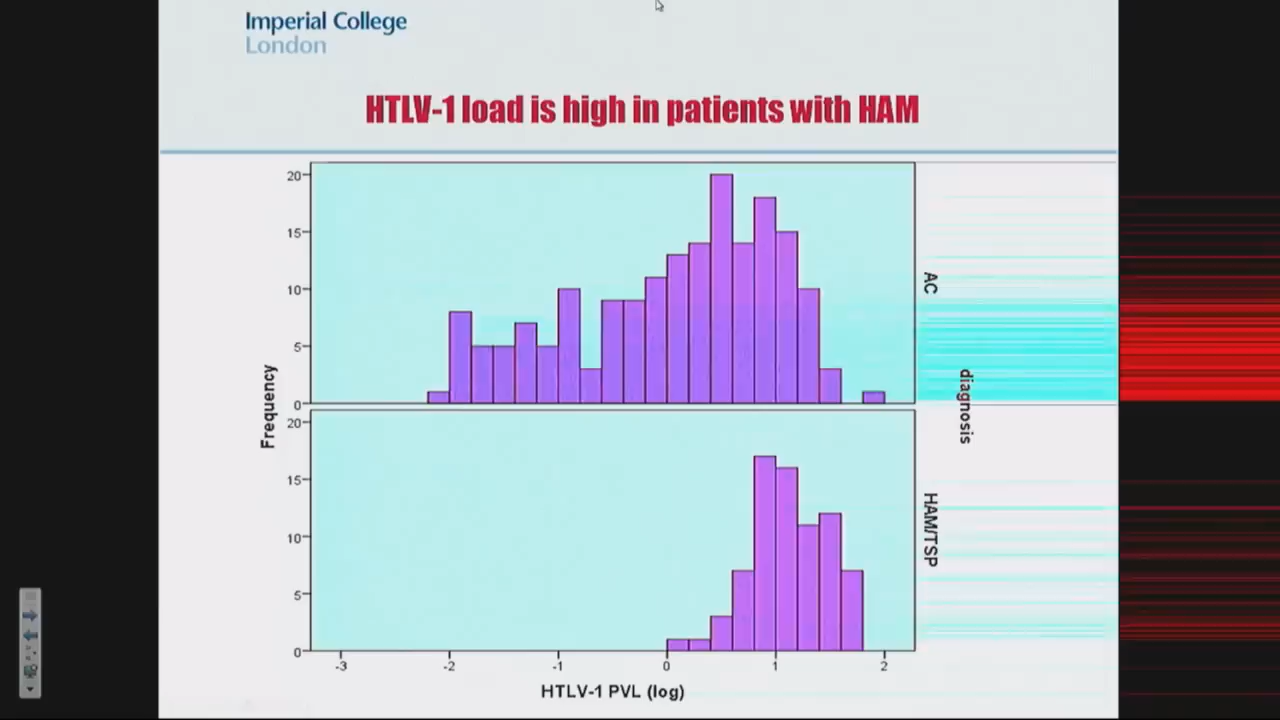 Imperial College
London
HTLV-1 load is high in patients with HAM
20
15
10
5
0
AC
Frequency
diagnosis
20
15
10
5
0
HAM/TSP
-3 -2 -1 0 1 2
HTLV-1 PVL (log)